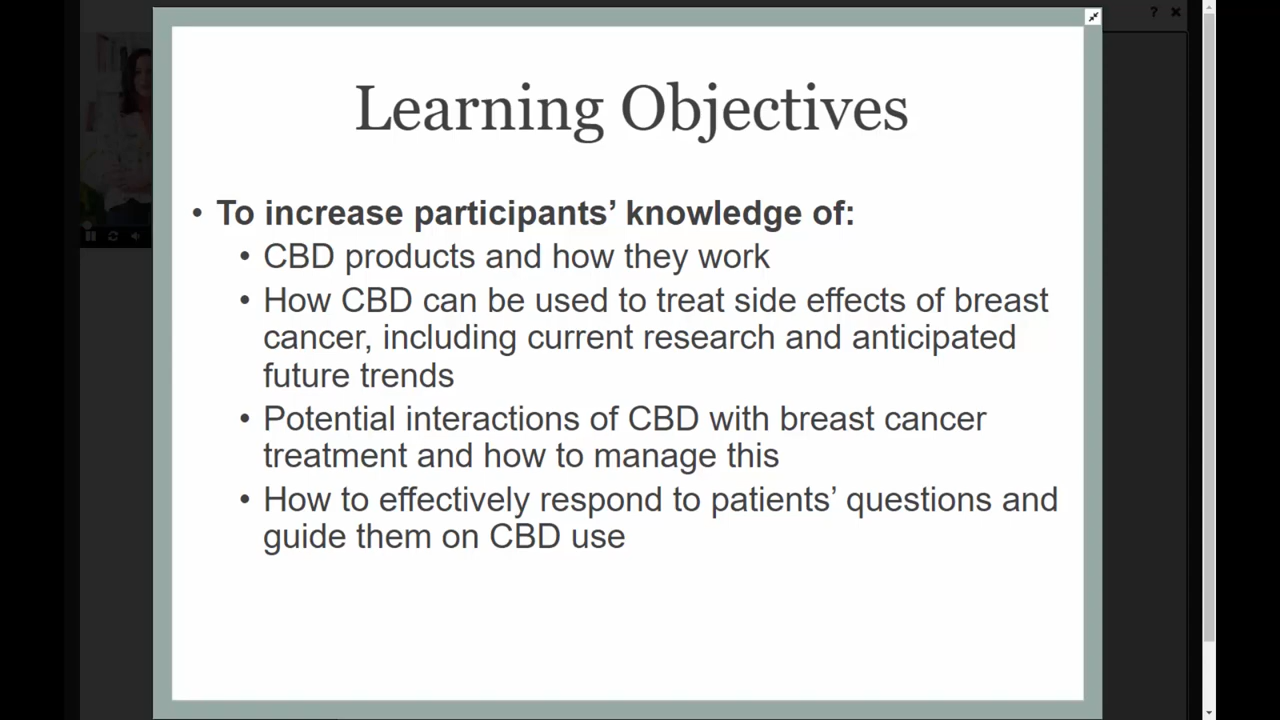 Learning Objectives
• To increase participants’ knowledge of:
• CBD products and how they work
• How CBD can be used to treat side effects of breast
cancer, including current research and anticipated
future trends
• Potential interactions of CBD with breast cancer
treatment and how to manage this
• How to effectively respond to patients’ questions and
guide them on CBD use